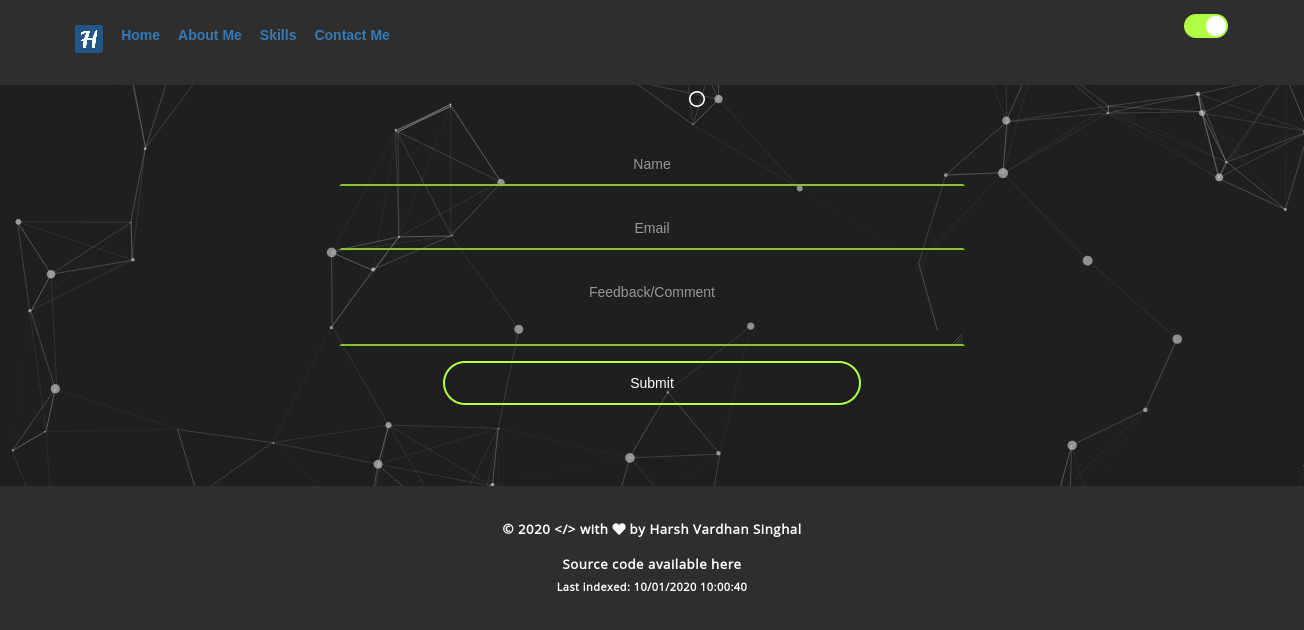 H Home About Me Skills Contact Me
Name
Email
Feedback/Comment
Submit
© 2020 </> with ❤ by Harsh Vardhan Singhal
Source code available here
Last indexed: 10/01/2020 10:00:40